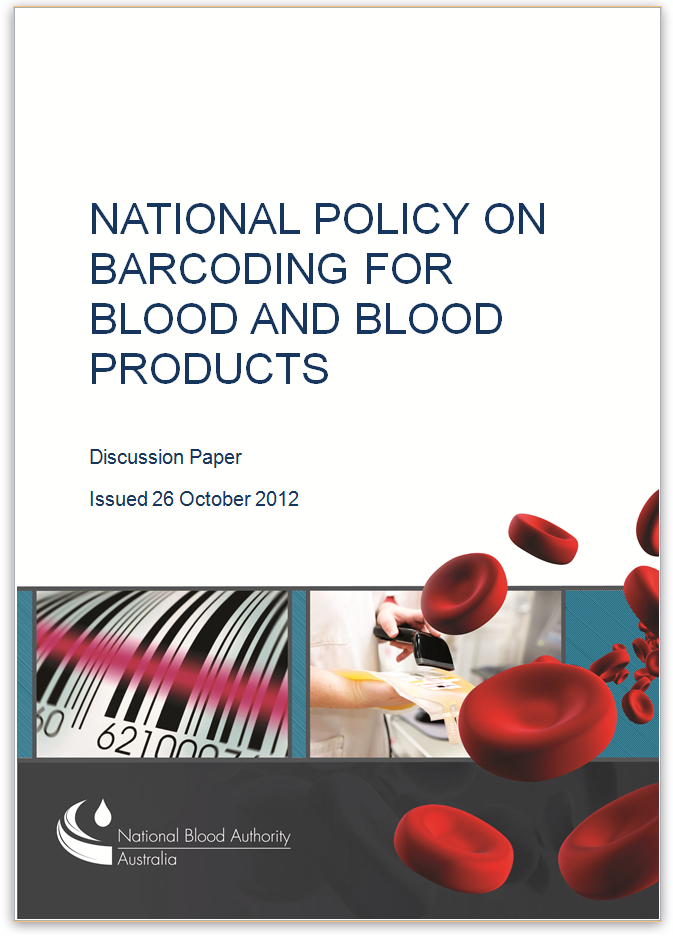 NATIONAL POLICY ON
BARCODING FOR
BLOOD AND BLOOD
PRODUCTS
Discussion Paper
Issued 26 October 2012
60
National Blood Authority
Australia